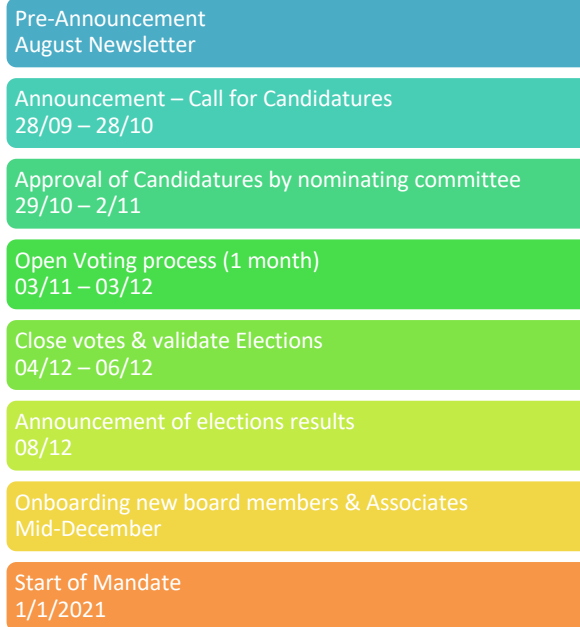 Pre-Announcement
August Newsletter
Announcement – Call for Candidatures
28/09 – 28/10
Approval of Candidatures by nominating committee
29/10 – 2/11
Open Voting process (1 month)
03/11 – 03/12
Close votes & validate Elections
04/12 – 06/12
Announcement of elections results
08/12
Onboarding new board members & Associates
Mid-December
Start of Mandate
1/1/2021